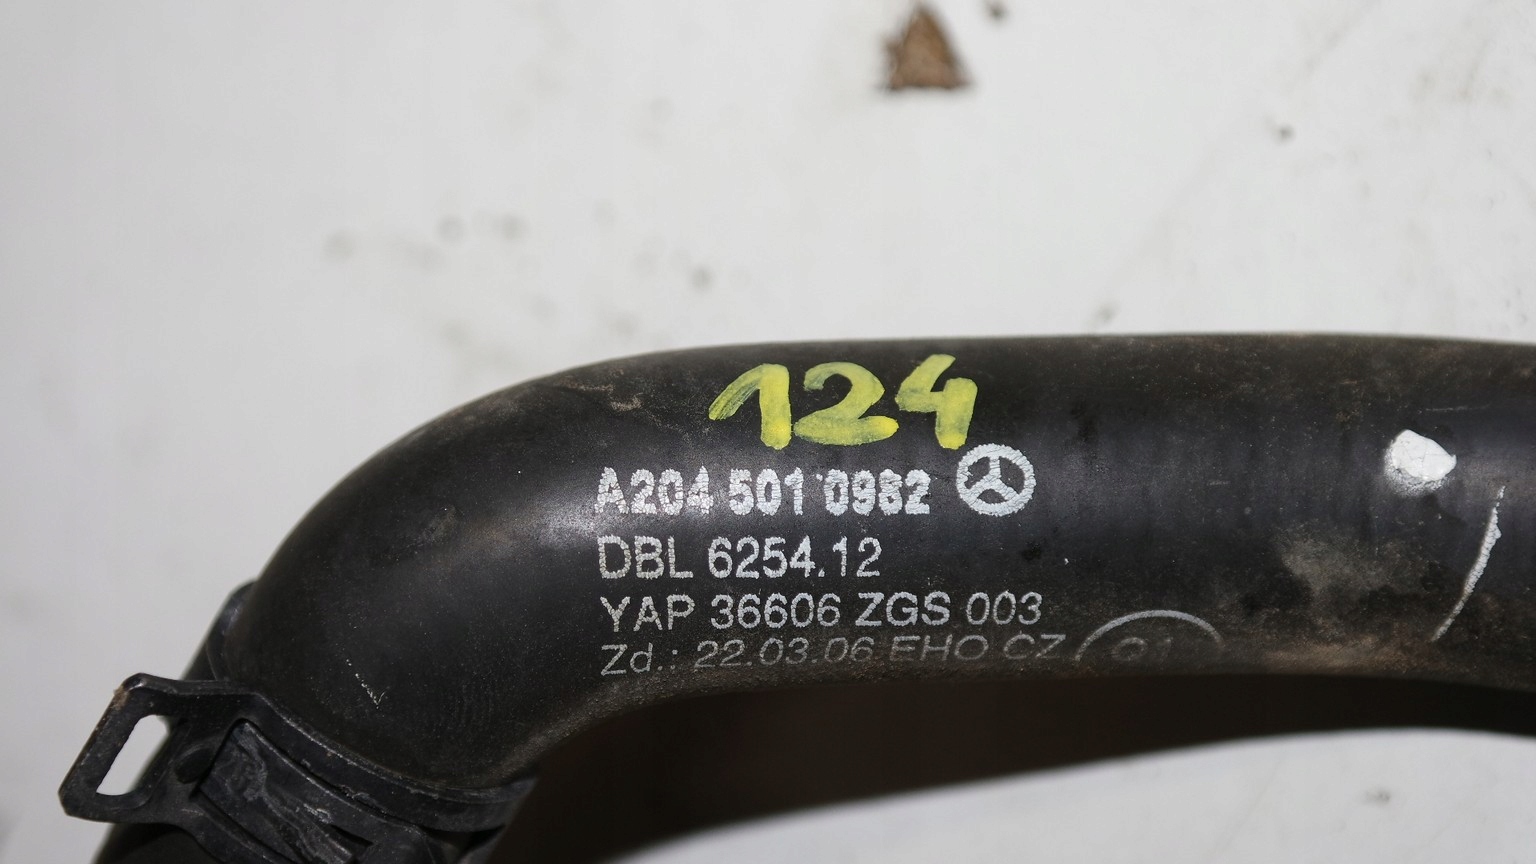 124
A204 501 0982
DBL 6254.12
YAP 36606 ZGS 003
Zd.: 22.03.06 EHO CZ